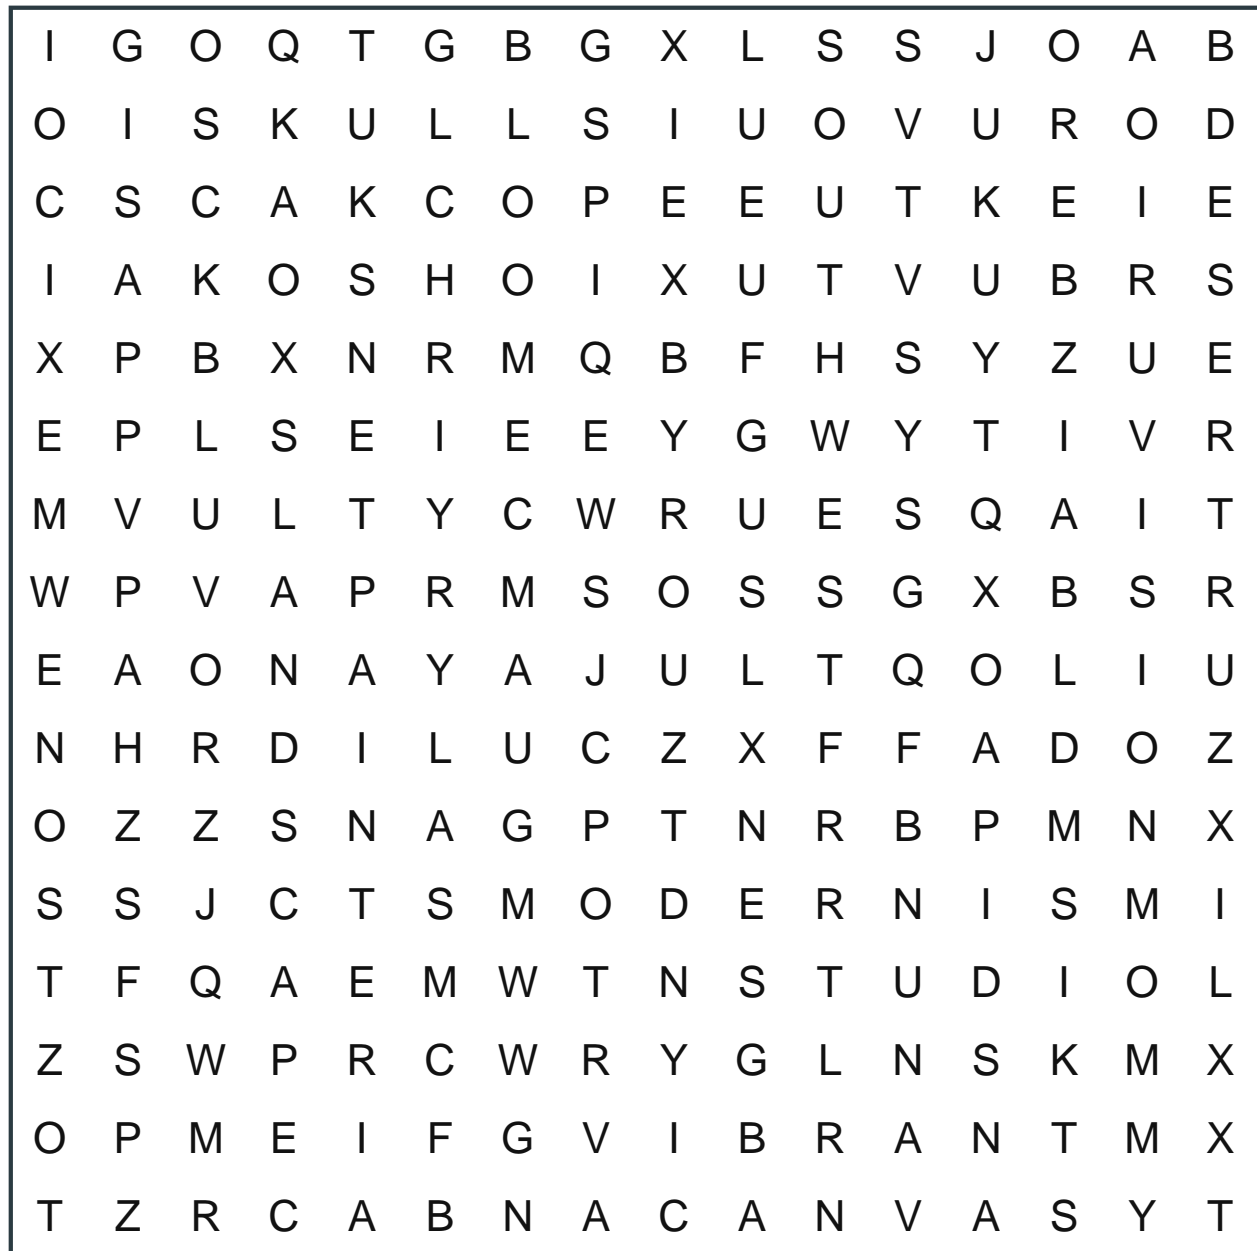 I G O Q T G B G X L S S J O A B
O I S K U L L S I U O V U R O D
C S C A K C O P E E U T K E I E
I A K O S H O I X U T V U B R S
X P B X N R M Q B F H S Y Z U E
E P L S E I E E Y G W Y T I V R
M V U L T Y C W R U E S Q A I T
W P V A P R M S O S S G X B S R
E A O N A Y A J U L T Q O L I U
N H R D I L U C Z X F F A D O Z
O Z Z S N A G P T N R B P M N X
S S J C T S M O D E R N I S M I
T F Q A E M W T N S T U D I O L
Z S W P R C W R Y G L N S K M X
O P M E I F G V I B R A N T M X
T Z R C A B N A C A N V A S Y T